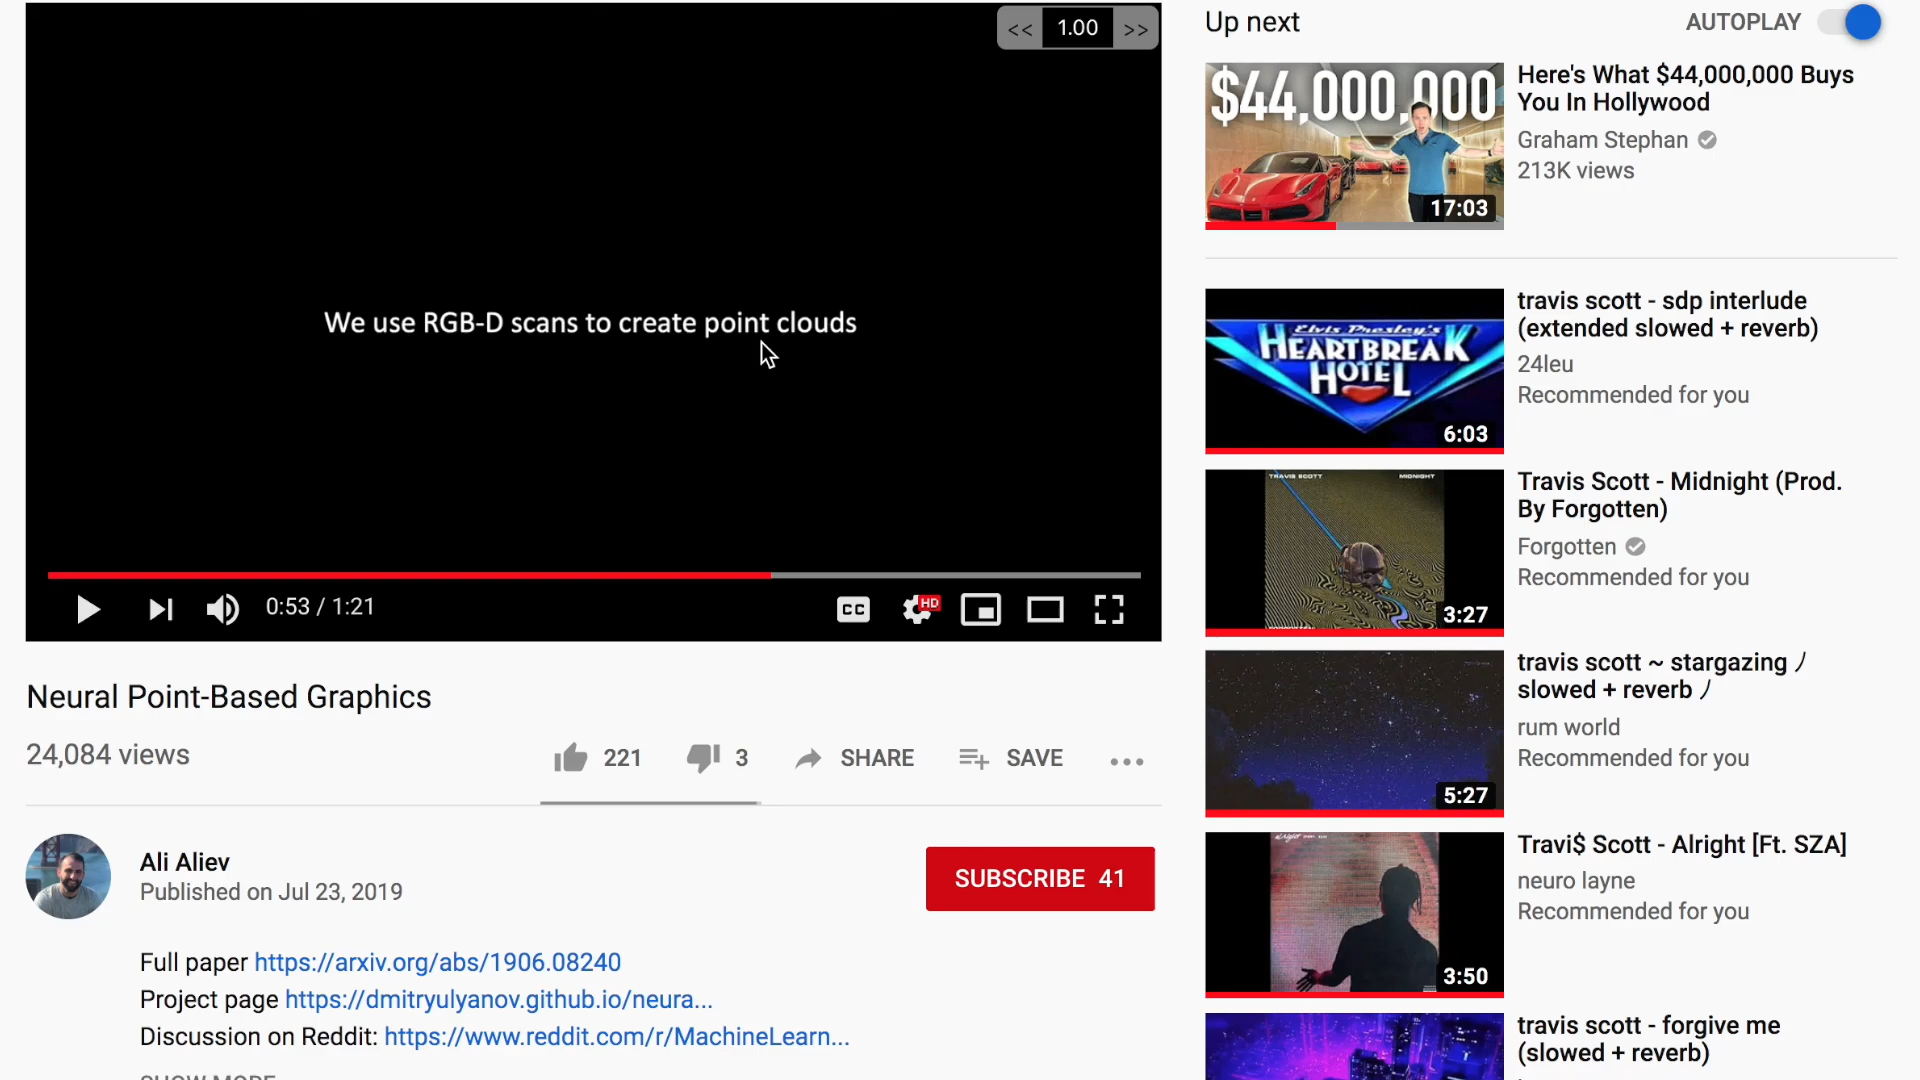 << 1.00 >>
We use RGB-D scans to create point clouds
0:53 / 1:21
CC
HD
Neural Point-Based Graphics
24,084 views
221
3
SHARE
SAVE
Ali Aliev
Published on Jul 23, 2019
SUBSCRIBE 41
Full paper https://arxiv.org/abs/1906.08240
Project page https://dmitryulyanov.github.io/neura...
Discussion on Reddit: https://www.reddit.com/r/MachineLearn...
SHOW MORE
Up next
AUTOPLAY
$44,000,000
17:03
Here's What $44,000,000 Buys
You In Hollywood
Graham Stephan
213K views
Elvis Presley's
HEARTBREAK
HOTEL
6:03
travis scott - sdp interlude
(extended slowed + reverb)
24leu
Recommended for you
TRAVIS SCOTT
MIDNIGHT
3:27
Travis Scott - Midnight (Prod.
By Forgotten)
Forgotten
Recommended for you
5:27
travis scott ~ stargazing ノ
slowed + reverb ノ
rum world
Recommended for you
3:50
Travi$ Scott - Alright [Ft. SZA]
neuro layne
Recommended for you
travis scott - forgive me
(slowed + reverb)